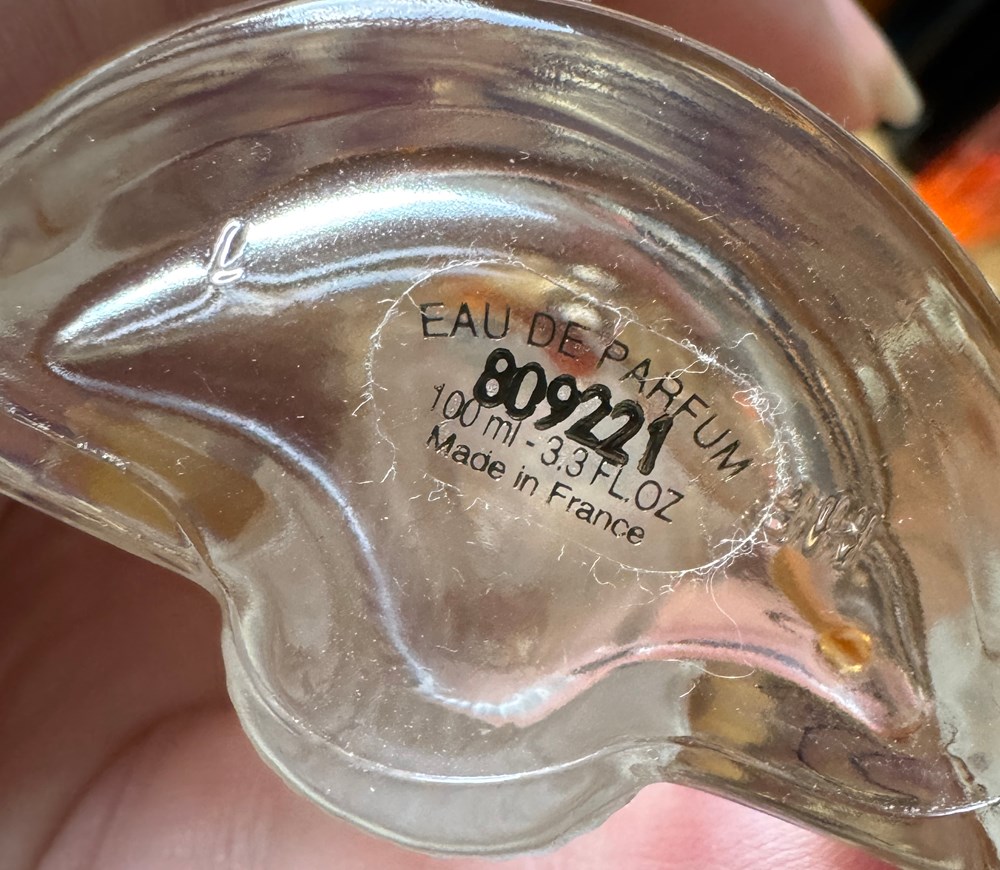 EAU DE PARFUM
809221
100 ml - 3.3 FL.OZ
Made in France